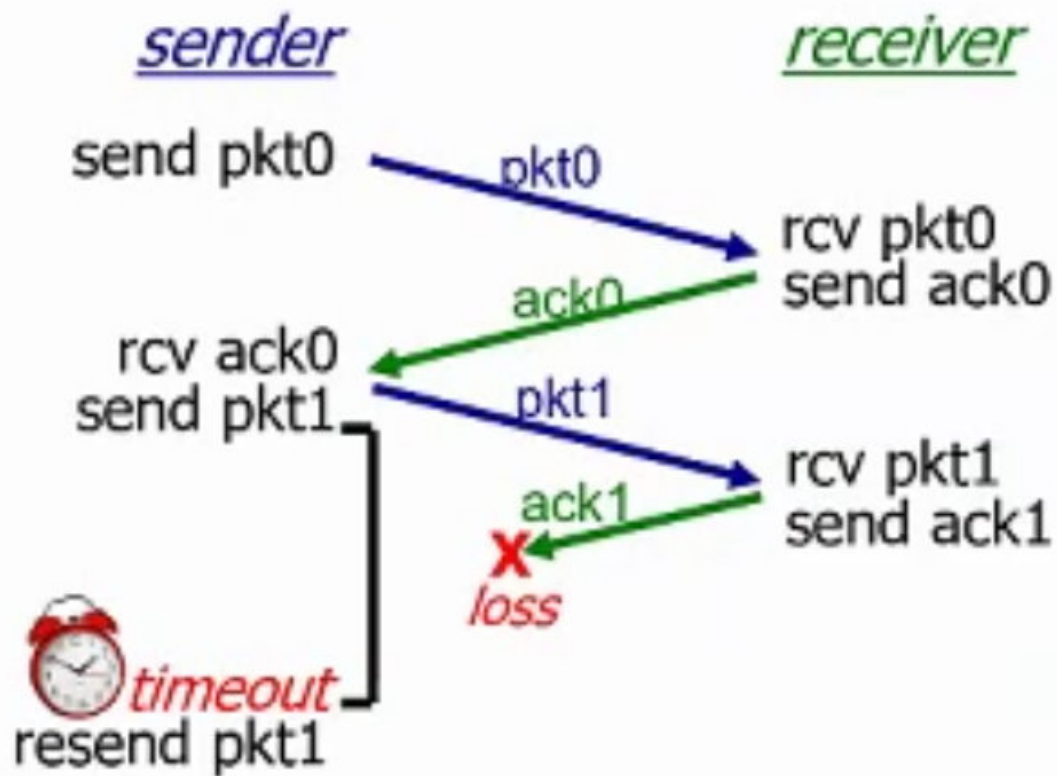 sender
receiver
send pkt0
pkt0
rcv pkt0
send ack0
ack0
rcv ack0
send pkt1
pkt1
rcv pkt1
send ack1
ack1
X
loss
timeout
resend pkt1